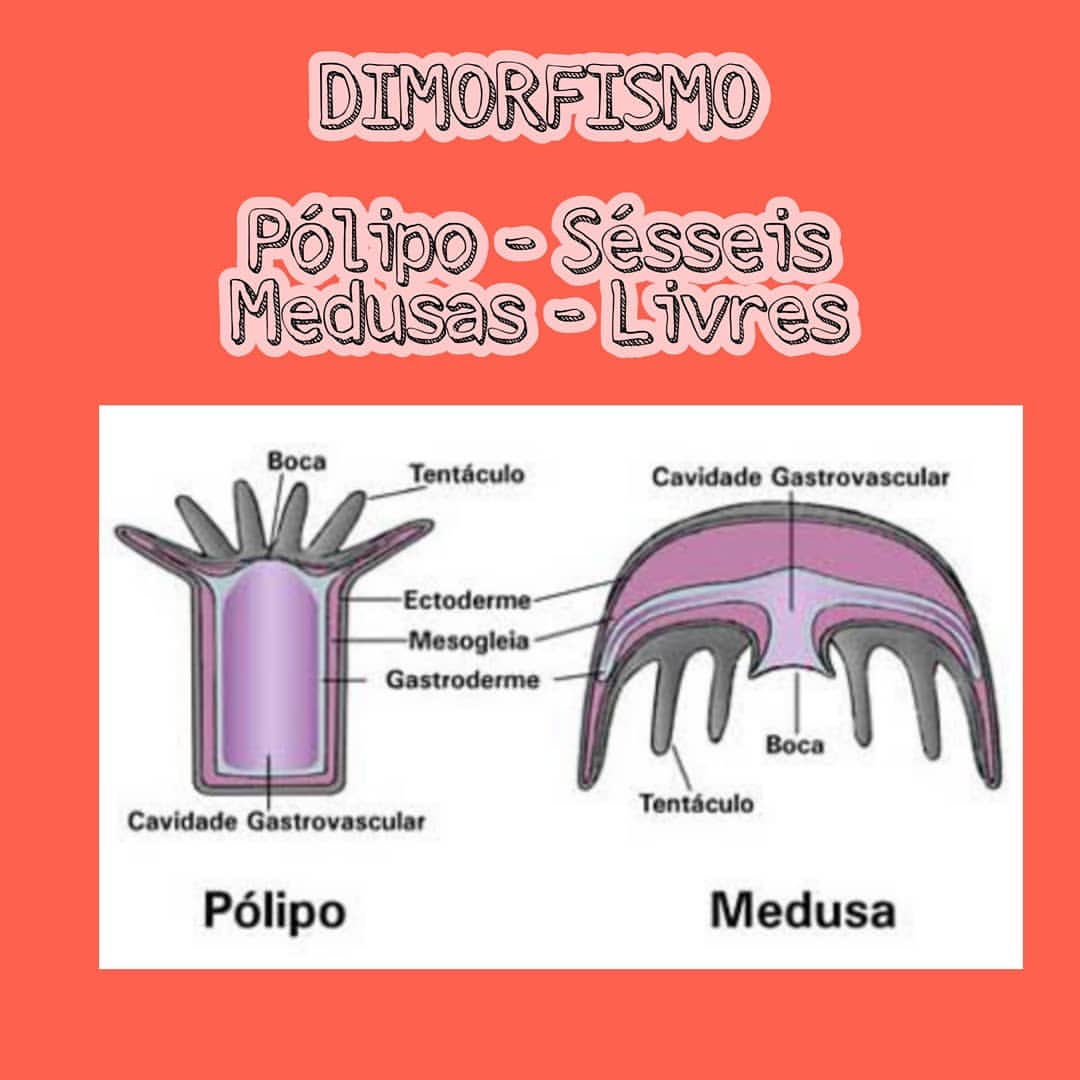 DIMORFISMO
Pólipo - Sésseis
Medusas - Livres
Boca
Tentáculo
Cavidade Gastrovascular
Ectoderme
Mesogleia
Gastroderme
Boca
Tentáculo
Cavidade Gastrovascular
Pólipo
Medusa